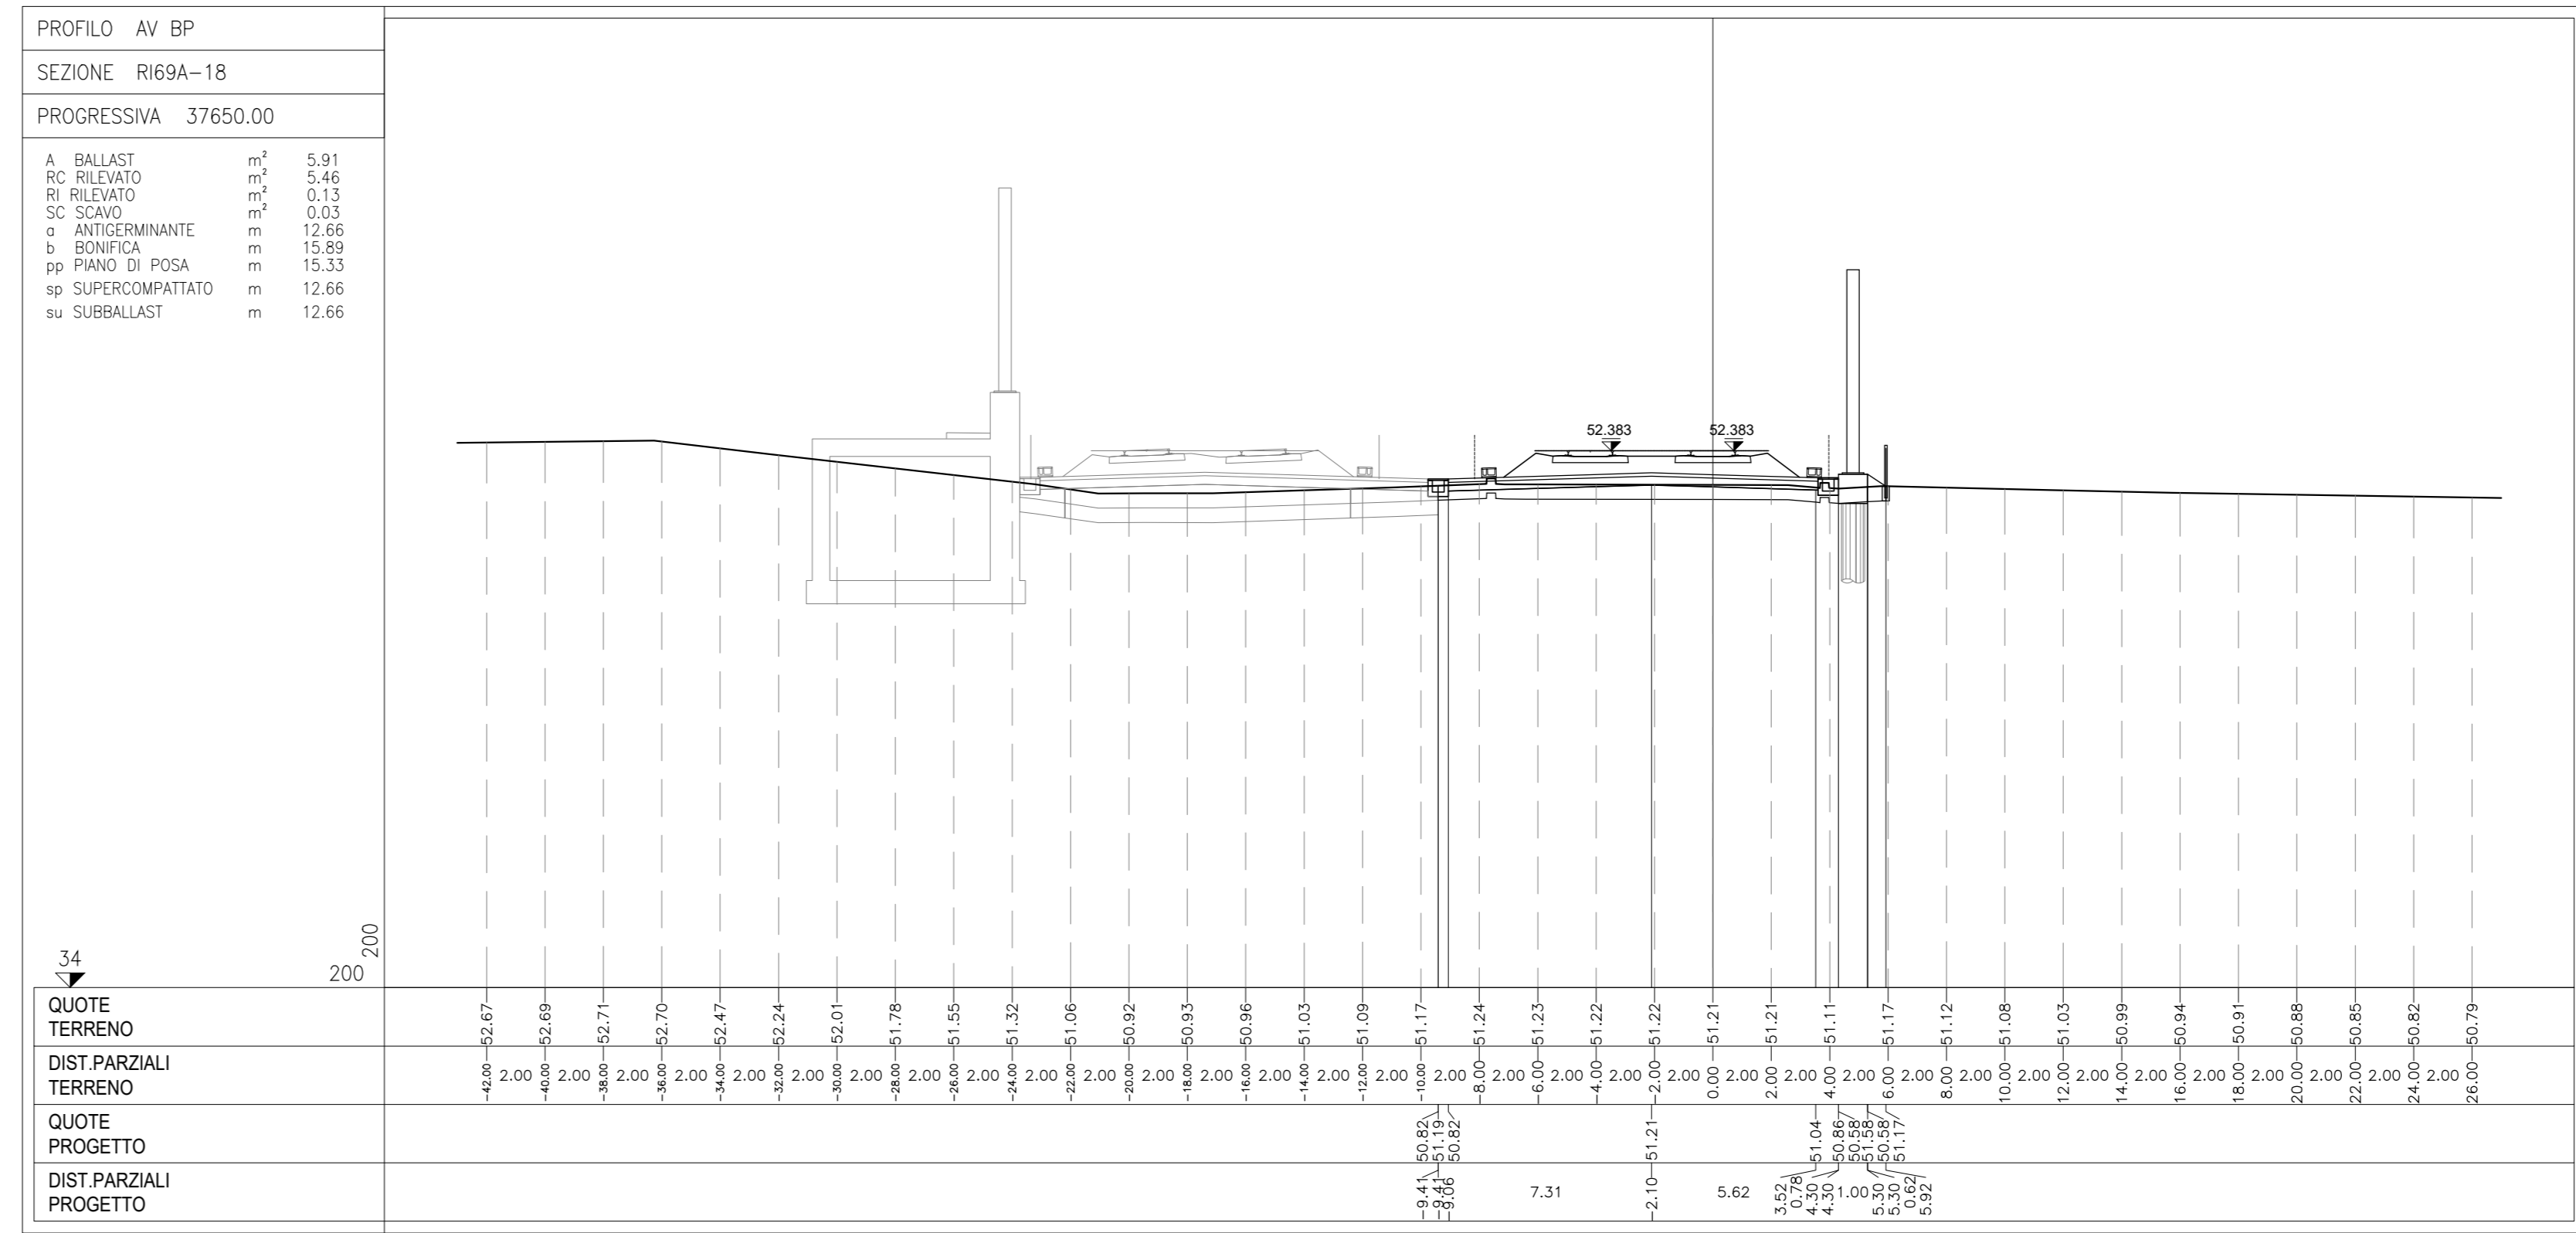 PROFILO AV BP
SEZIONE RI69A-18
PROGRESSIVA 37650.00
A BALLAST m² 5.91
RC RILEVATO m² 5.46
RI RILEVATO m² 0.13
SC SCAVO m² 0.03
a ANTIGERMINANTE m 12.66
b BONIFICA m 15.89
pp PIANO DI POSA m 15.33
sp SUPERCOMPATTATO m 12.66
su SUBBALLAST m 12.66
52.383 52.383
34
200
200
QUOTE
TERRENO
52.67 52.69 52.71 52.70 52.47 52.24 52.01 51.78 51.55 51.32 51.06 50.92 50.93 50.96 51.03 51.09 51.17 51.24 51.23 51.22 51.22 51.21 51.21 51.11 51.17 51.12 51.08 51.03 50.99 50.94 50.91 50.88 50.85 50.82 50.79
DIST.PARZIALI
TERRENO
-42.00 2.00 -40.00 2.00 -38.00 2.00 -36.00 2.00 -34.00 2.00 -32.00 2.00 -30.00 2.00 -28.00 2.00 -26.00 2.00 -24.00 2.00 -22.00 2.00 -20.00 2.00 -18.00 2.00 -16.00 2.00 -14.00 2.00 -12.00 2.00 -10.00 2.00 -8.00 2.00 -6.00 2.00 -4.00 2.00 -2.00 2.00 0.00 2.00 2.00 2.00 4.00 2.00 6.00 2.00 8.00 2.00 10.00 2.00 12.00 2.00 14.00 2.00 16.00 2.00 18.00 2.00 20.00 2.00 22.00 2.00 24.00 2.00 26.00
QUOTE
PROGETTO
50.82 51.19 50.82 51.21 51.04 50.86 50.58 51.58 50.58 51.17
DIST.PARZIALI
PROGETTO
-9.41 -9.41 -9.06 7.31 -2.10 5.62 3.52 0.78 4.30 4.30 1.00 5.30 5.30 0.62 5.92